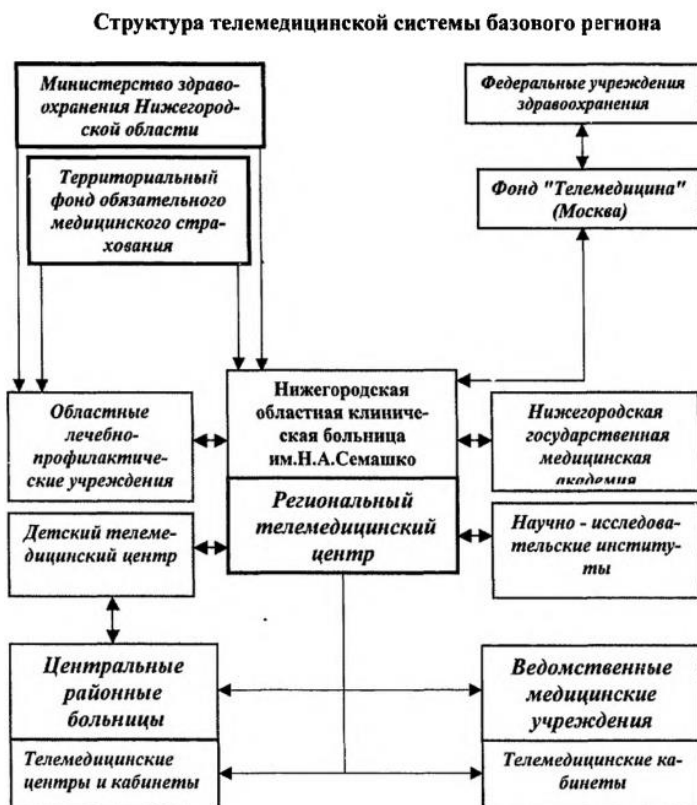 Структура телемедицинской системы базового региона
Министерство здраво-
охранения Нижегород-
ской области
Федеральные учреждения
здравоохранения
Территориальный
фонд обязательного
медицинского стра-
хования
Фонд "Телемедицина"
(Москва)
Областные
лечебно-
профилактиче-
ские учреждения
Нижегородская
областная клиниче-
ская больница
им.Н.А.Семашко
Нижегородская
государственная
медицинская
академия
Детский телеме-
дицинский центр
Региональный
телемедицинский
центр
Научно - исследова-
тельские институ-
ты
Центральные
районные
больницы
Ведомственные
медицинские
учреждения
Телемедицинские
центры и кабинеты
Телемедицинские ка-
бинеты